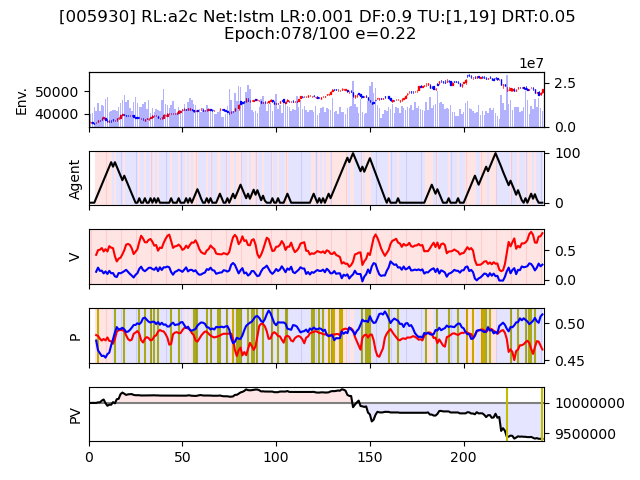 [005930] RL:a2c Net:lstm LR:0.001 DF:0.9 TU:[1,19] DRT:0.05
Epoch:078/100 e=0.22
1e7
Env.
50000
40000
2.5
0.0
Agent
100
0
V
0.5
0.0
P
0.50
0.45
PV
10000000
9500000
0
50
100
150
200